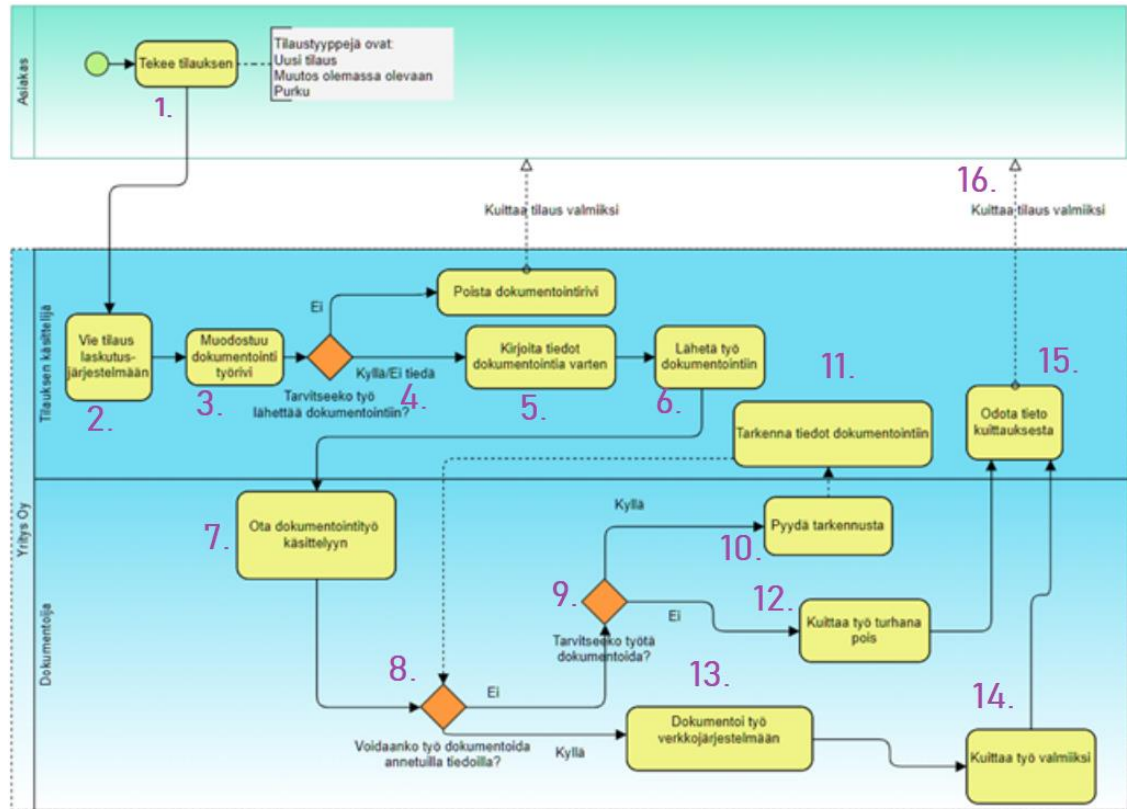 Asiakas
Tekee tilauksen
1.
Tilaustyyppejä ovat
Uusi tilaus
Muutos olemassa olevaan
Purku
16.
Kuittaa tilaus valmiiksi
Kuittaa tilaus valmiiksi
Yritys Oy
Tilauksen käsittelijä
Vie tilaus
laskutus-
järjestelmään
2.
Muodostuu
dokumentointi
työrivi
3.
Ei
Poista dokumentointirivi
Kyllä/Ei tiedä
Tarvitseeko työ
lähettää dokumentointiin?
4.
Kirjoita tiedot
dokumentointia varten
5.
Lähetä työ
dokumentointiin
6.
11.
Tarkenna tiedot dokumentointiin
15.
Odota tieto
kuittauksesta
Dokumentoija
7.
Ota dokumentointityö
käsittelyyn
8.
Voidaanko työ dokumentoida
annetuilla tiedoilla?
Ei
Kyllä
9.
Tarvitseeko työtä
dokumentoida?
Kyllä
Ei
10.
Pyydä tarkennusta
12.
Kuittaa työ turhana
pois
13.
Dokumentoi työ
verkkojärjestelmään
14.
Kuittaa työ valmiiksi